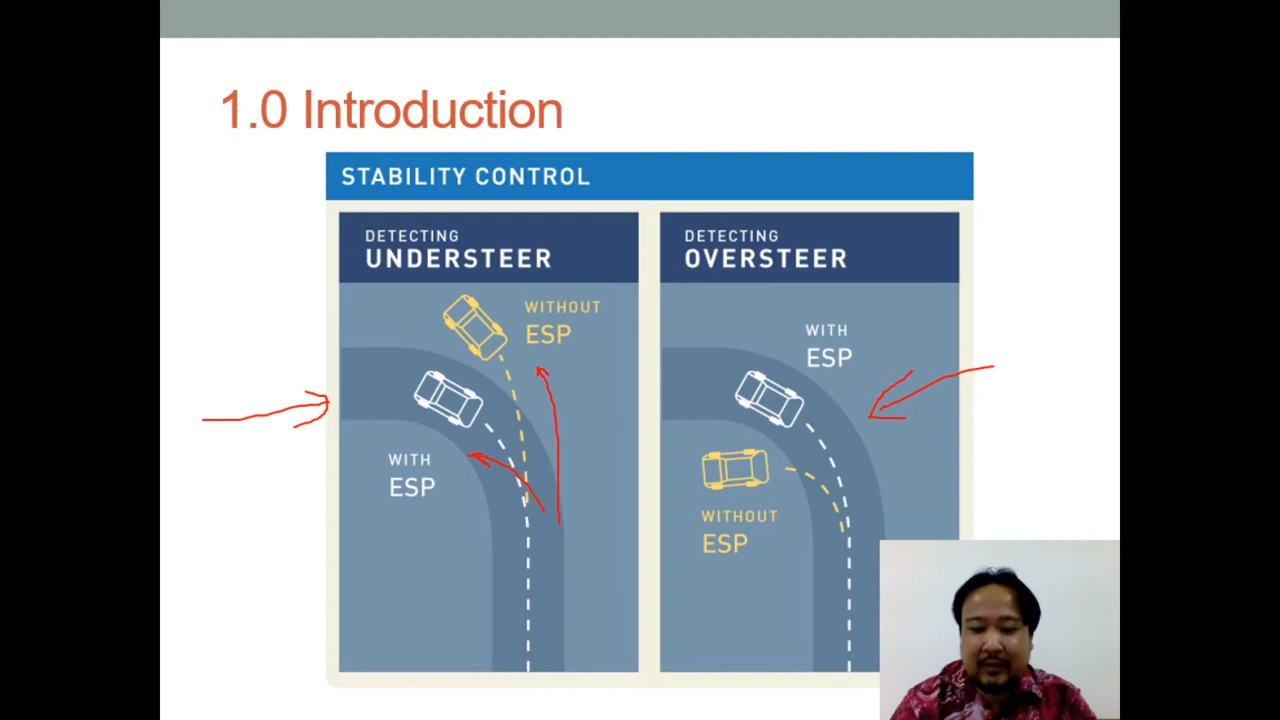 1.0 Introduction
STABILITY CONTROL
DETECTING
UNDERSTEER
WITHOUT
ESP
WITH
ESP
DETECTING
OVERSTEER
WITH
ESP
WITHOUT
ESP